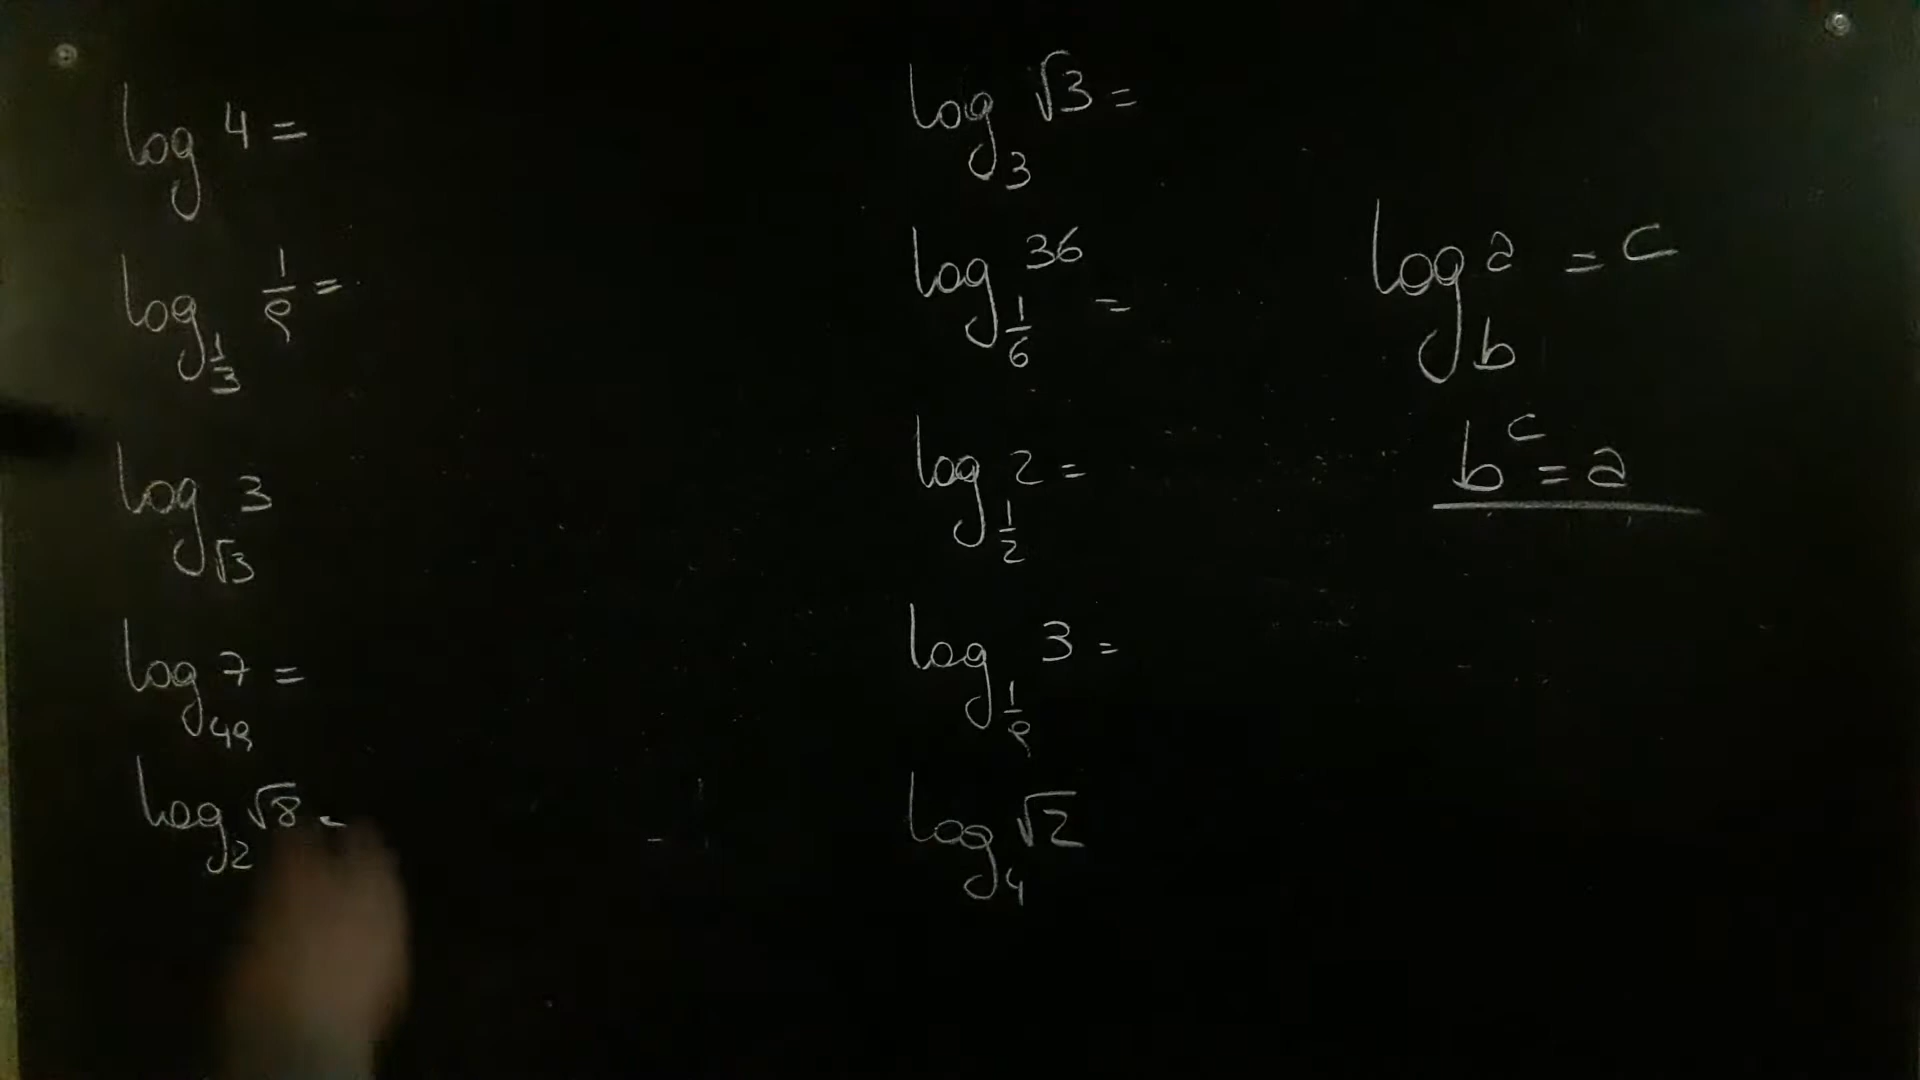 log 4 =
log_{1/3} 1/9 =
log_{√3} 3
log_{49} 7 =
log_2 √8 =
log_3 √3 =
log_{1/6} 36 =
log_{1/2} 2 =
log_{1/9} 3 =
log_4 √2
log_b a = c
b^c = a